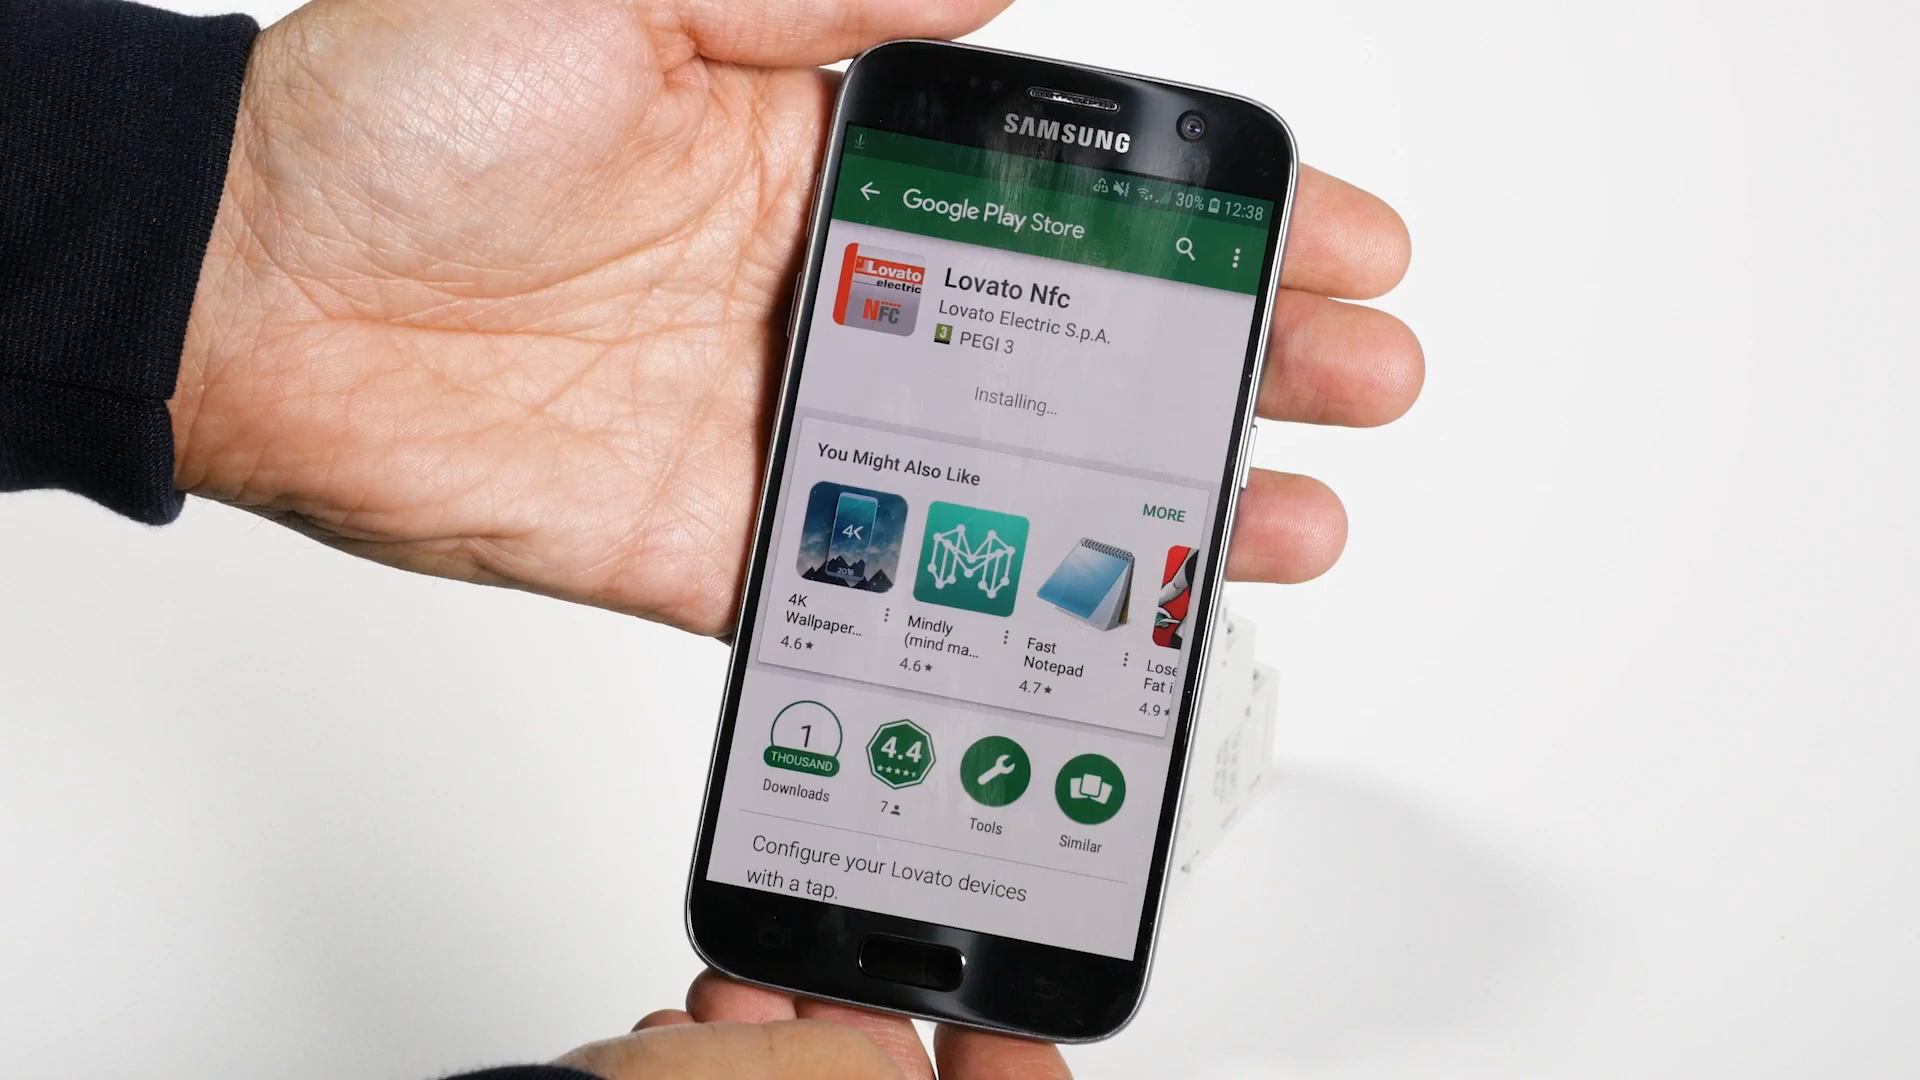 SAMSUNG
30% 12:38
Google Play Store
Lovato
electric
NFC
Lovato Nfc
Lovato Electric S.p.A.
3 PEGI 3
Installing...
You Might Also Like
MORE
4K
2018
4K
Wallpaper...
4.6★
Mindly
(mind ma...
4.6★
Fast
Notepad
4.7★
Lose
Fat i
4.9★
1
THOUSAND
Downloads
4.4
7
Tools
Similar
Configure your Lovato devices
with a tap.